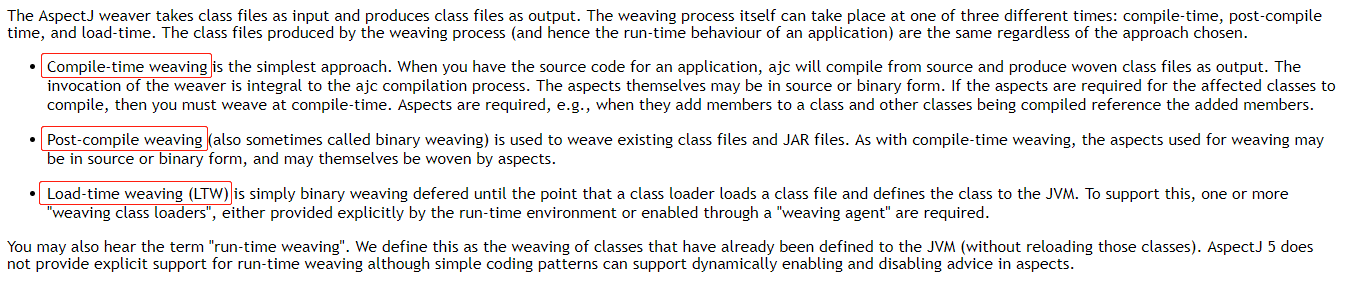 The AspectJ weaver takes class files as input and produces class files as output. The weaving process itself can take place at one of three different times: compile-time, post-compile
time, and load-time. The class files produced by the weaving process (and hence the run-time behaviour of an application) are the same regardless of the approach chosen.
• Compile-time weaving is the simplest approach. When you have the source code for an application, ajc will compile from source and produce woven class files as output. The
invocation of the weaver is integral to the ajc compilation process. The aspects themselves may be in source or binary form. If the aspects are required for the affected classes to
compile, then you must weave at compile-time. Aspects are required, e.g., when they add members to a class and other classes being compiled reference the added members.
• Post-compile weaving (also sometimes called binary weaving) is used to weave existing class files and JAR files. As with compile-time weaving, the aspects used for weaving may
be in source or binary form, and may themselves be woven by aspects.
• Load-time weaving (LTW) is simply binary weaving defered until the point that a class loader loads a class file and defines the class to the JVM. To support this, one or more
"weaving class loaders", either provided explicitly by the run-time environment or enabled through a "weaving agent" are required.
You may also hear the term "run-time weaving". We define this as the weaving of classes that have already been defined to the JVM (without reloading those classes). AspectJ 5 does
not provide explicit support for run-time weaving although simple coding patterns can support dynamically enabling and disabling advice in aspects.